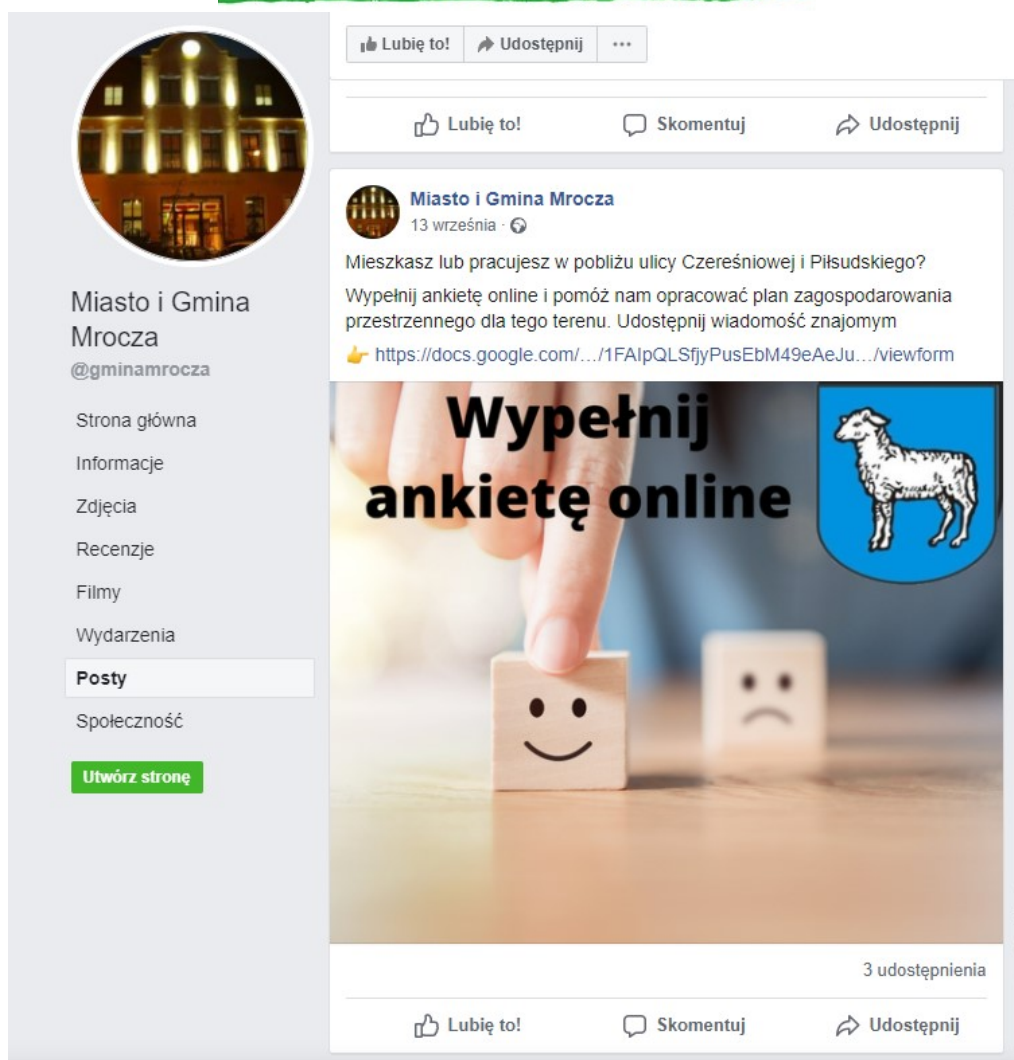 Lubię to!
Udostępnij
...
Lubię to!
Skomentuj
Udostępnij
Miasto i Gmina
Mrocza
@gminamrocza
Strona główna
Informacje
Zdjęcia
Recenzje
Filmy
Wydarzenia
Posty
Społeczność
Utwórz stronę
Miasto i Gmina Mrocza
13 września ·
Mieszkasz lub pracujesz w pobliżu ulicy Czereśniowej i Piłsudskiego?
Wypełnij ankietę online i pomóż nam opracować plan zagospodarowania
przestrzennego dla tego terenu. Udostępnij wiadomość znajomym
👉 https://docs.google.com/…/1FAIpQLSfjyPusEbM49eAeJu…/viewform
Wypełnij
ankietę online
3 udostępnienia
Lubię to!
Skomentuj
Udostępnij